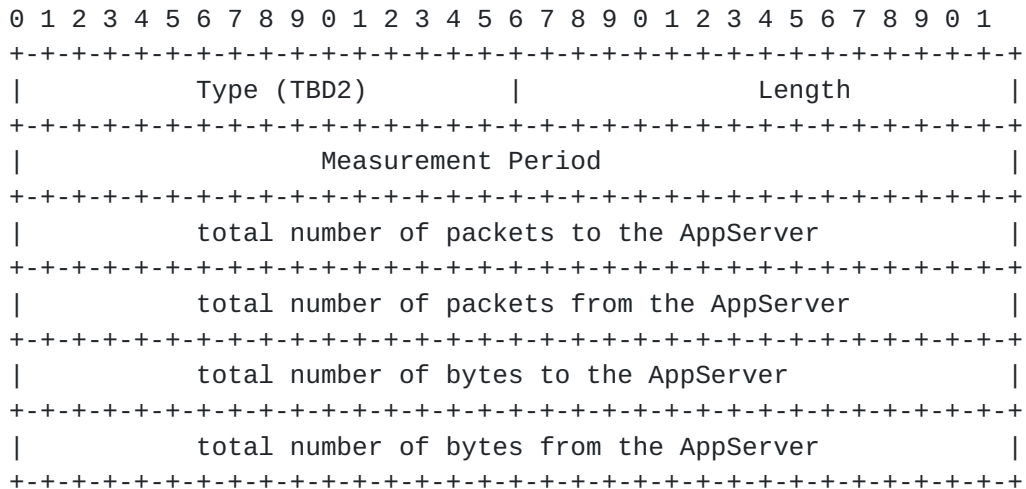 0 1 2 3 4 5 6 7 8 9 0 1 2 3 4 5 6 7 8 9 0 1 2 3 4 5 6 7 8 9 0 1
+-+-+-+-+-+-+-+-+-+-+-+-+-+-+-+-+-+-+-+-+-+-+-+-+-+-+-+-+-+-+-+-+
|           Type (TBD2)         |               Length          |
+-+-+-+-+-+-+-+-+-+-+-+-+-+-+-+-+-+-+-+-+-+-+-+-+-+-+-+-+-+-+-+-+
|                   Measurement Period                          |
+-+-+-+-+-+-+-+-+-+-+-+-+-+-+-+-+-+-+-+-+-+-+-+-+-+-+-+-+-+-+-+-+
|           total number of packets to the AppServer            |
+-+-+-+-+-+-+-+-+-+-+-+-+-+-+-+-+-+-+-+-+-+-+-+-+-+-+-+-+-+-+-+-+
|           total number of packets from the AppServer          |
+-+-+-+-+-+-+-+-+-+-+-+-+-+-+-+-+-+-+-+-+-+-+-+-+-+-+-+-+-+-+-+-+
|           total number of bytes to the AppServer              |
+-+-+-+-+-+-+-+-+-+-+-+-+-+-+-+-+-+-+-+-+-+-+-+-+-+-+-+-+-+-+-+-+
|           total number of bytes from the AppServer            |
+-+-+-+-+-+-+-+-+-+-+-+-+-+-+-+-+-+-+-+-+-+-+-+-+-+-+-+-+-+-+-+-+